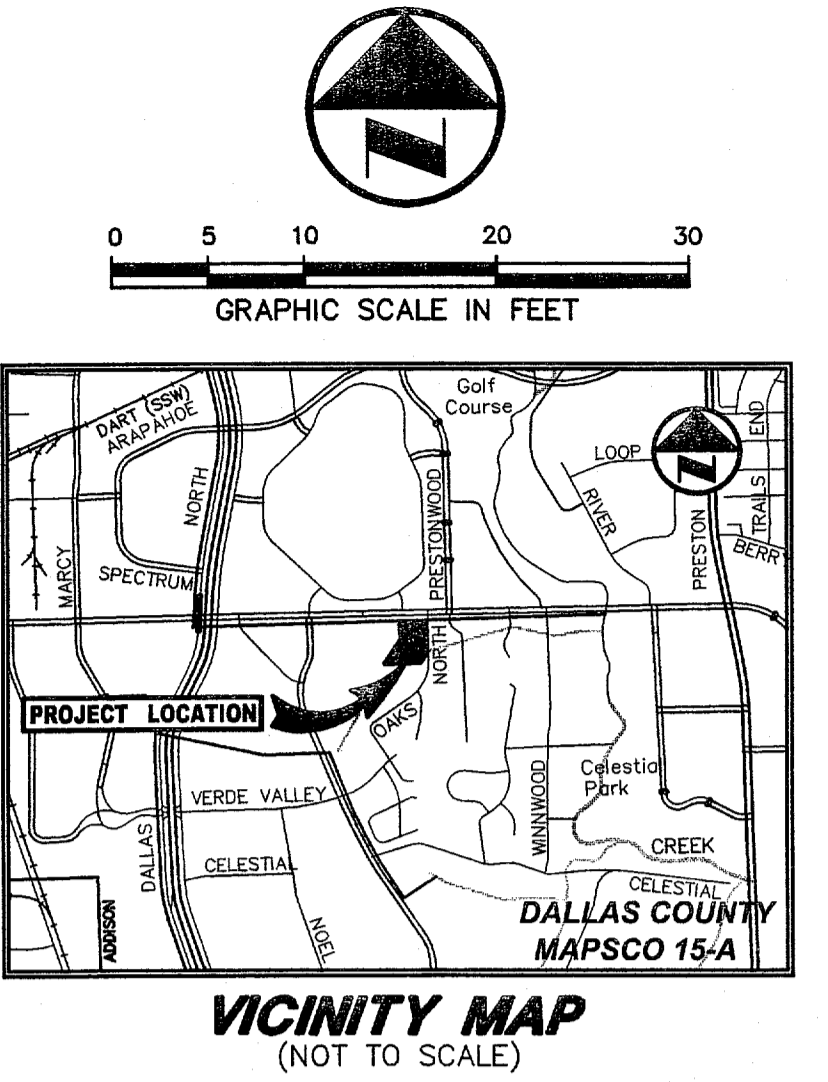 N
0 5 10 20 30
GRAPHIC SCALE IN FEET
Golf
Course
DART (SSW)
ARAPAHOE
NORTH
MARCY
SPECTRUM
PRESTONWOOD
LOOP
RIVER
N
PRESTON
END
TRAILS
BERR
NORTH
PROJECT LOCATION
OAKS
VERDE VALLEY
DALLAS
CELESTIAL
NOEL
ADDISON
WINNWOOD
Celestia
Park
CREEK
CELESTIAL
DALLAS COUNTY
MAPSCO 15-A
VICINITY MAP
(NOT TO SCALE)